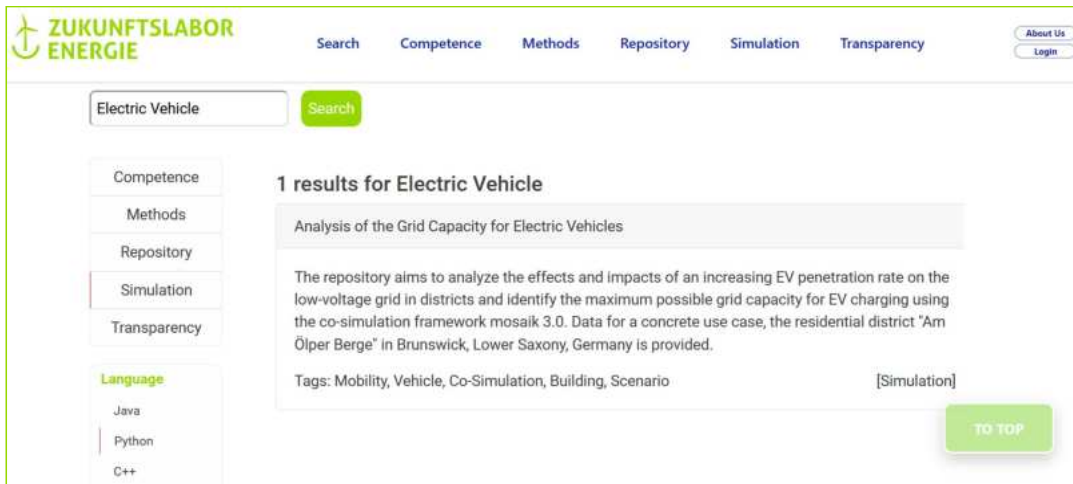 ZUKUNFTSLABOR
ENERGIE
Search Competence Methods Repository Simulation Transparency
About Us
Login
Electric Vehicle Search
Competence
Methods
Repository
Simulation
Transparency
Language
Java
Python
C++
1 results for Electric Vehicle
Analysis of the Grid Capacity for Electric Vehicles
The repository aims to analyze the effects and impacts of an increasing EV penetration rate on the
low-voltage grid in districts and identify the maximum possible grid capacity for EV charging using
the co-simulation framework mosaik 3.0. Data for a concrete use case, the residential district "Am
Ölper Berge" in Brunswick, Lower Saxony, Germany is provided.
Tags: Mobility, Vehicle, Co-Simulation, Building, Scenario [Simulation]
TO TOP